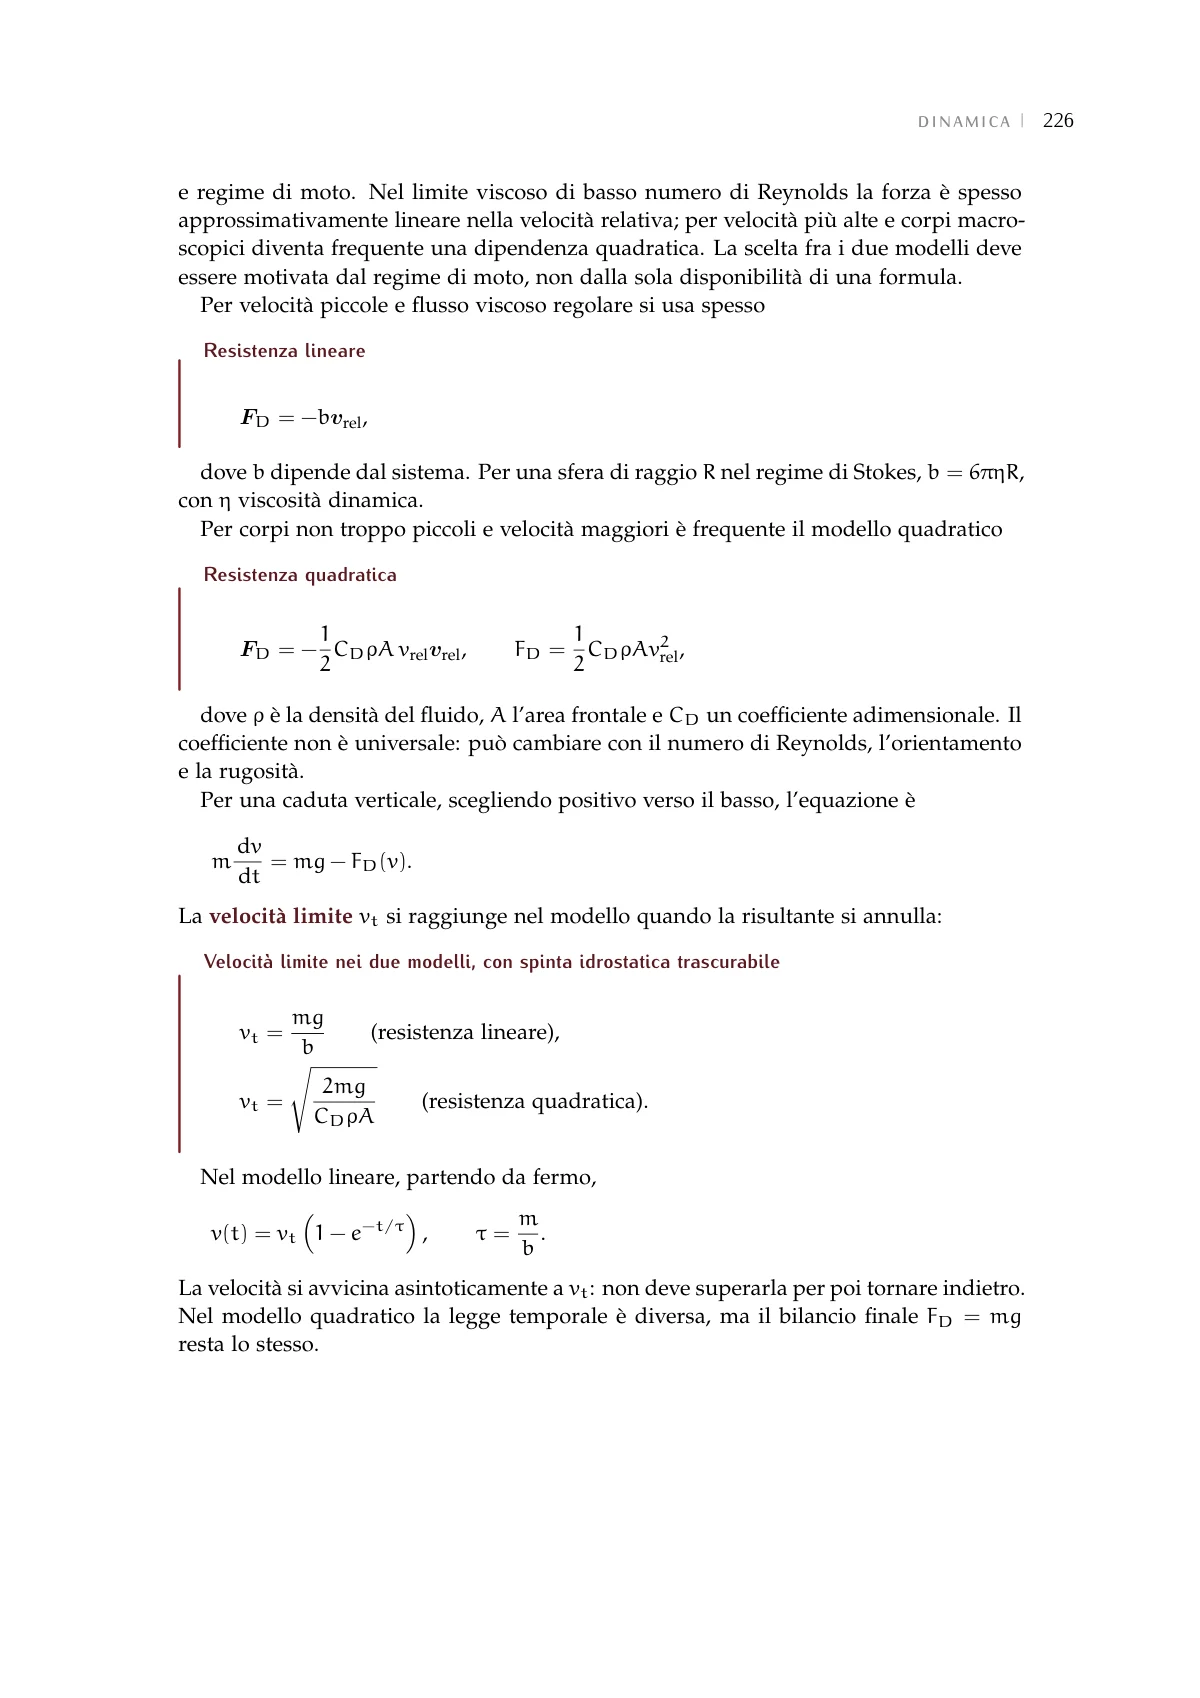 DINAMICA | 226
e regime di moto. Nel limite viscoso di basso numero di Reynolds la forza è spesso
approssimativamente lineare nella velocità relativa; per velocità più alte e corpi macro-
scopici diventa frequente una dipendenza quadratica. La scelta fra i due modelli deve
essere motivata dal regime di moto, non dalla sola disponibilità di una formula.
Per velocità piccole e flusso viscoso regolare si usa spesso
Resistenza lineare
F_D = −bv_rel,
dove b dipende dal sistema. Per una sfera di raggio R nel regime di Stokes, b = 6πηR,
con η viscosità dinamica.
Per corpi non troppo piccoli e velocità maggiori è frequente il modello quadratico
Resistenza quadratica
F_D = −1/2 C_D ρA v_rel v_rel, F_D = 1/2 C_D ρAv²_rel,
dove ρ è la densità del fluido, A l'area frontale e C_D un coefficiente adimensionale. Il
coefficiente non è universale: può cambiare con il numero di Reynolds, l'orientamento
e la rugosità.
Per una caduta verticale, scegliendo positivo verso il basso, l'equazione è
m dv/dt = mg − F_D(v).
La velocità limite v_t si raggiunge nel modello quando la risultante si annulla:
Velocità limite nei due modelli, con spinta idrostatica trascurabile
v_t = mg/b (resistenza lineare),
v_t = √(2mg/(C_D ρA)) (resistenza quadratica).
Nel modello lineare, partendo da fermo,
v(t) = v_t (1 − e^(−t/τ)), τ = m/b.
La velocità si avvicina asintoticamente a v_t: non deve superarla per poi tornare indietro.
Nel modello quadratico la legge temporale è diversa, ma il bilancio finale F_D = mg
resta lo stesso.